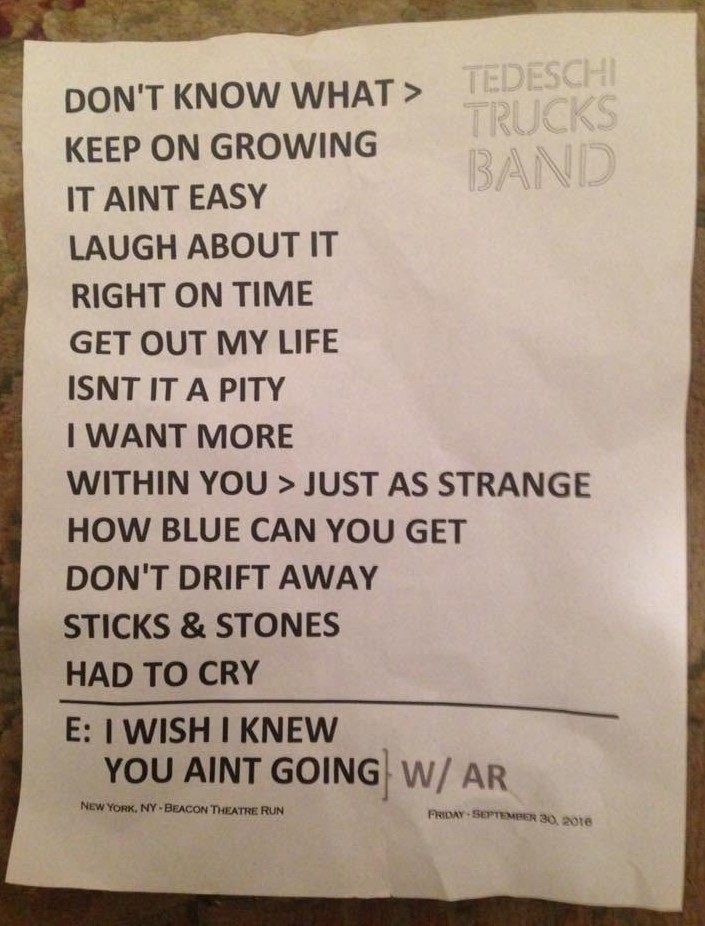 TEDESCHI
TRUCKS
BAND
DON'T KNOW WHAT >
KEEP ON GROWING
IT AINT EASY
LAUGH ABOUT IT
RIGHT ON TIME
GET OUT MY LIFE
ISNT IT A PITY
I WANT MORE
WITHIN YOU > JUST AS STRANGE
HOW BLUE CAN YOU GET
DON'T DRIFT AWAY
STICKS & STONES
HAD TO CRY
E: I WISH I KNEW
YOU AINT GOING} W/ AR
NEW YORK, NY - BEACON THEATRE RUN
FRIDAY - SEPTEMBER 30, 2016